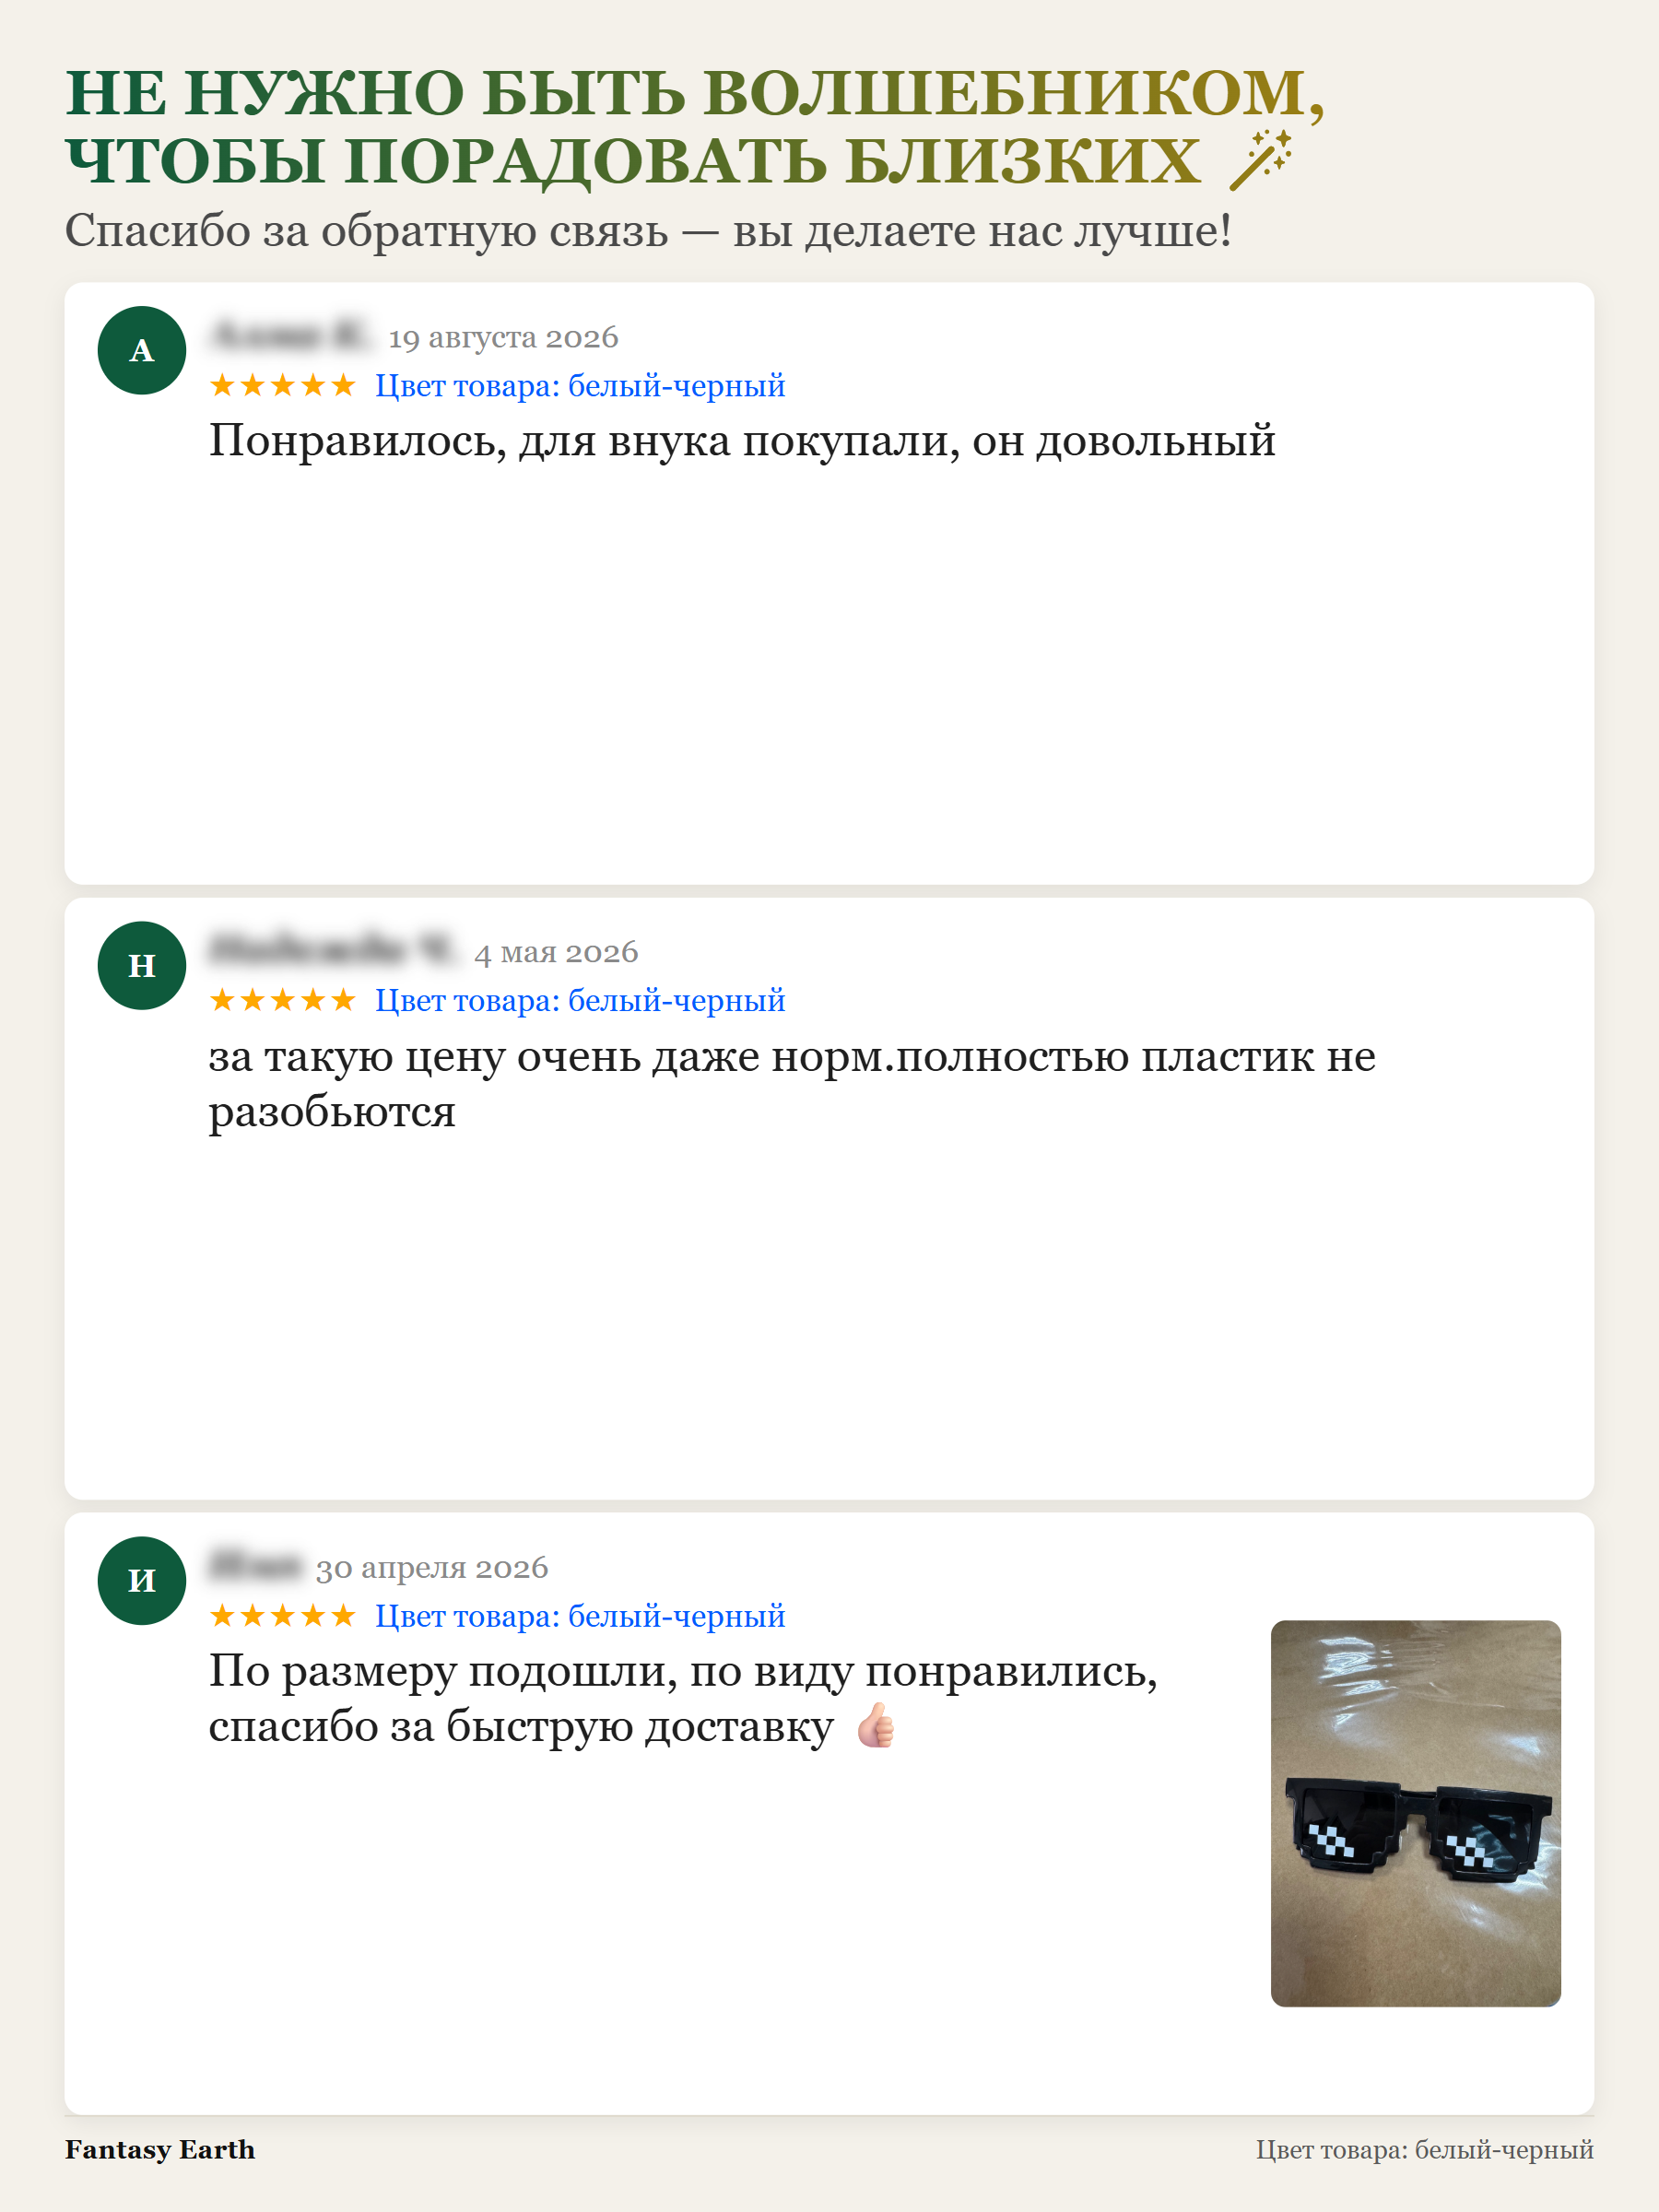 НЕ НУЖНО БЫТЬ ВОЛШЕБНИКОМ,
ЧТОБЫ ПОРАДОВАТЬ БЛИЗКИХ
Спасибо за обратную связь — вы делаете нас лучше!
А
19 августа 2026
★★★★★ Цвет товара: белый-черный
Понравилось, для внука покупали, он довольный
Н
4 мая 2026
★★★★★ Цвет товара: белый-черный
за такую цену очень даже норм.полностью пластик не
разобьются
И
30 апреля 2026
★★★★★ Цвет товара: белый-черный
По размеру подошли, по виду понравились,
спасибо за быструю доставку 👍🏻
Fantasy Earth
Цвет товара: белый-черный